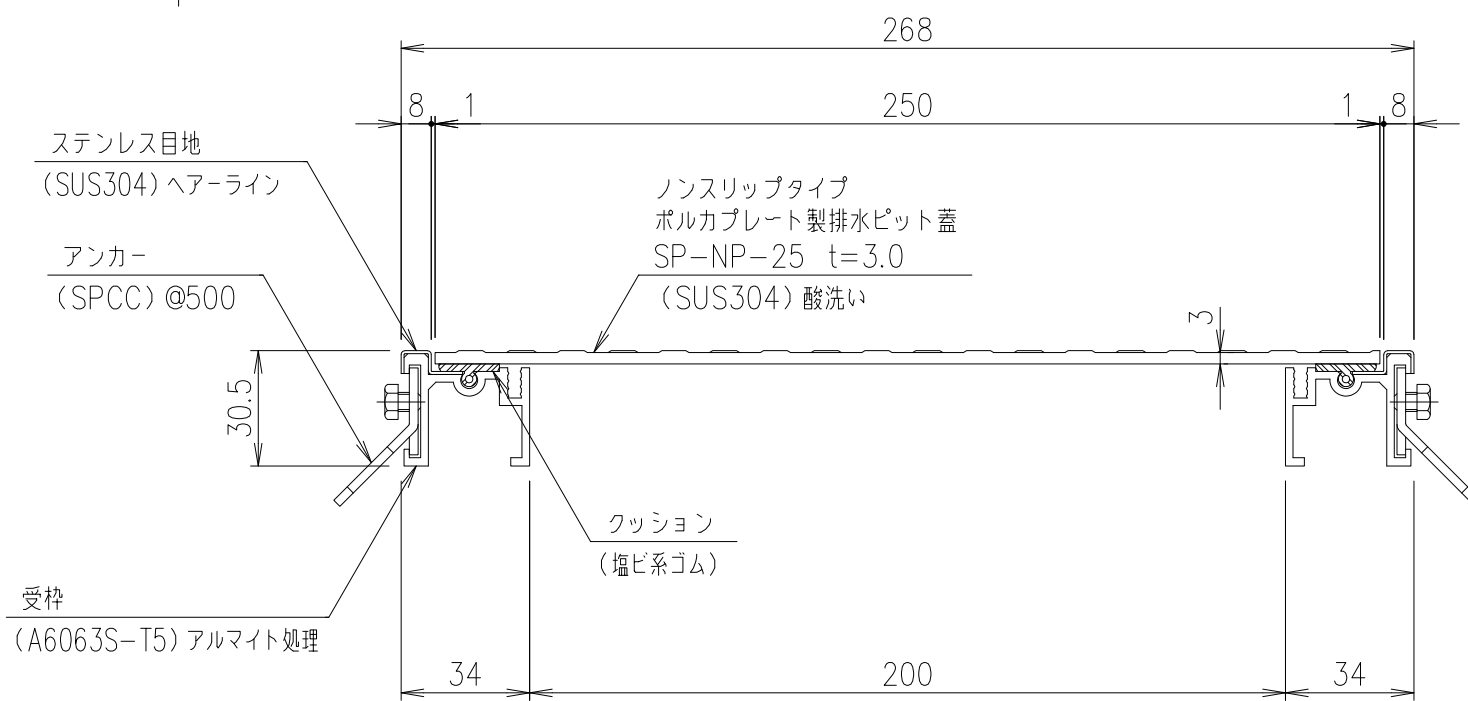 268
8
1
250
1
8
ステンレス目地
(SUS304) ヘアーライン
ノンスリップタイプ
ポルカプレート製排水ピット蓋
SP-NP-25 t=3.0
(SUS304) 酸洗い
アンカー
(SPCC) @500
3
30.5
クッション
(塩ビ系ゴム)
受枠
(A6063S-T5) アルマイト処理
34
200
34